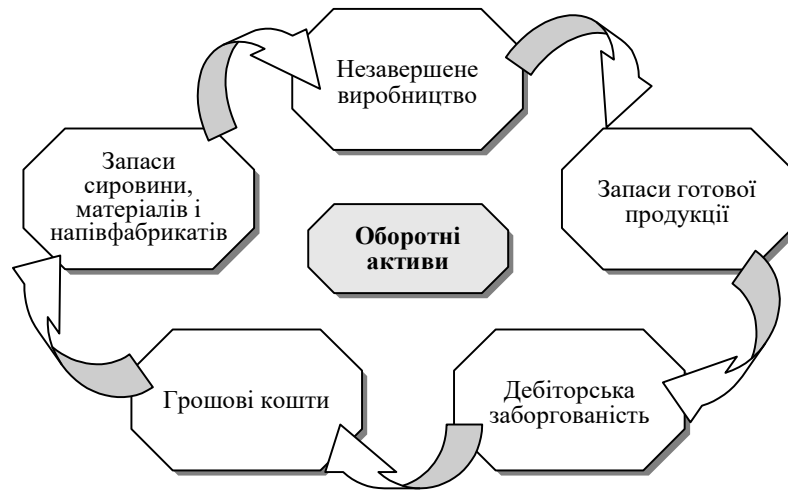 Незавершене
виробництво
Запаси
сировини,
матеріалів і
напівфабрикатів
Запаси готової
продукції
Оборотні
активи
Грошові кошти
Дебіторська
заборгованість